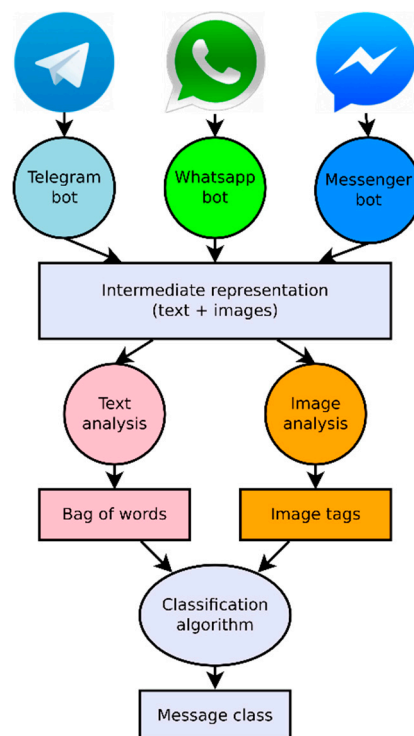 Telegram
bot
Whatsapp
bot
Messenger
bot
Intermediate representation
(text + images)
Text
analysis
Image
analysis
Bag of words
Image tags
Classification
algorithm
Message class